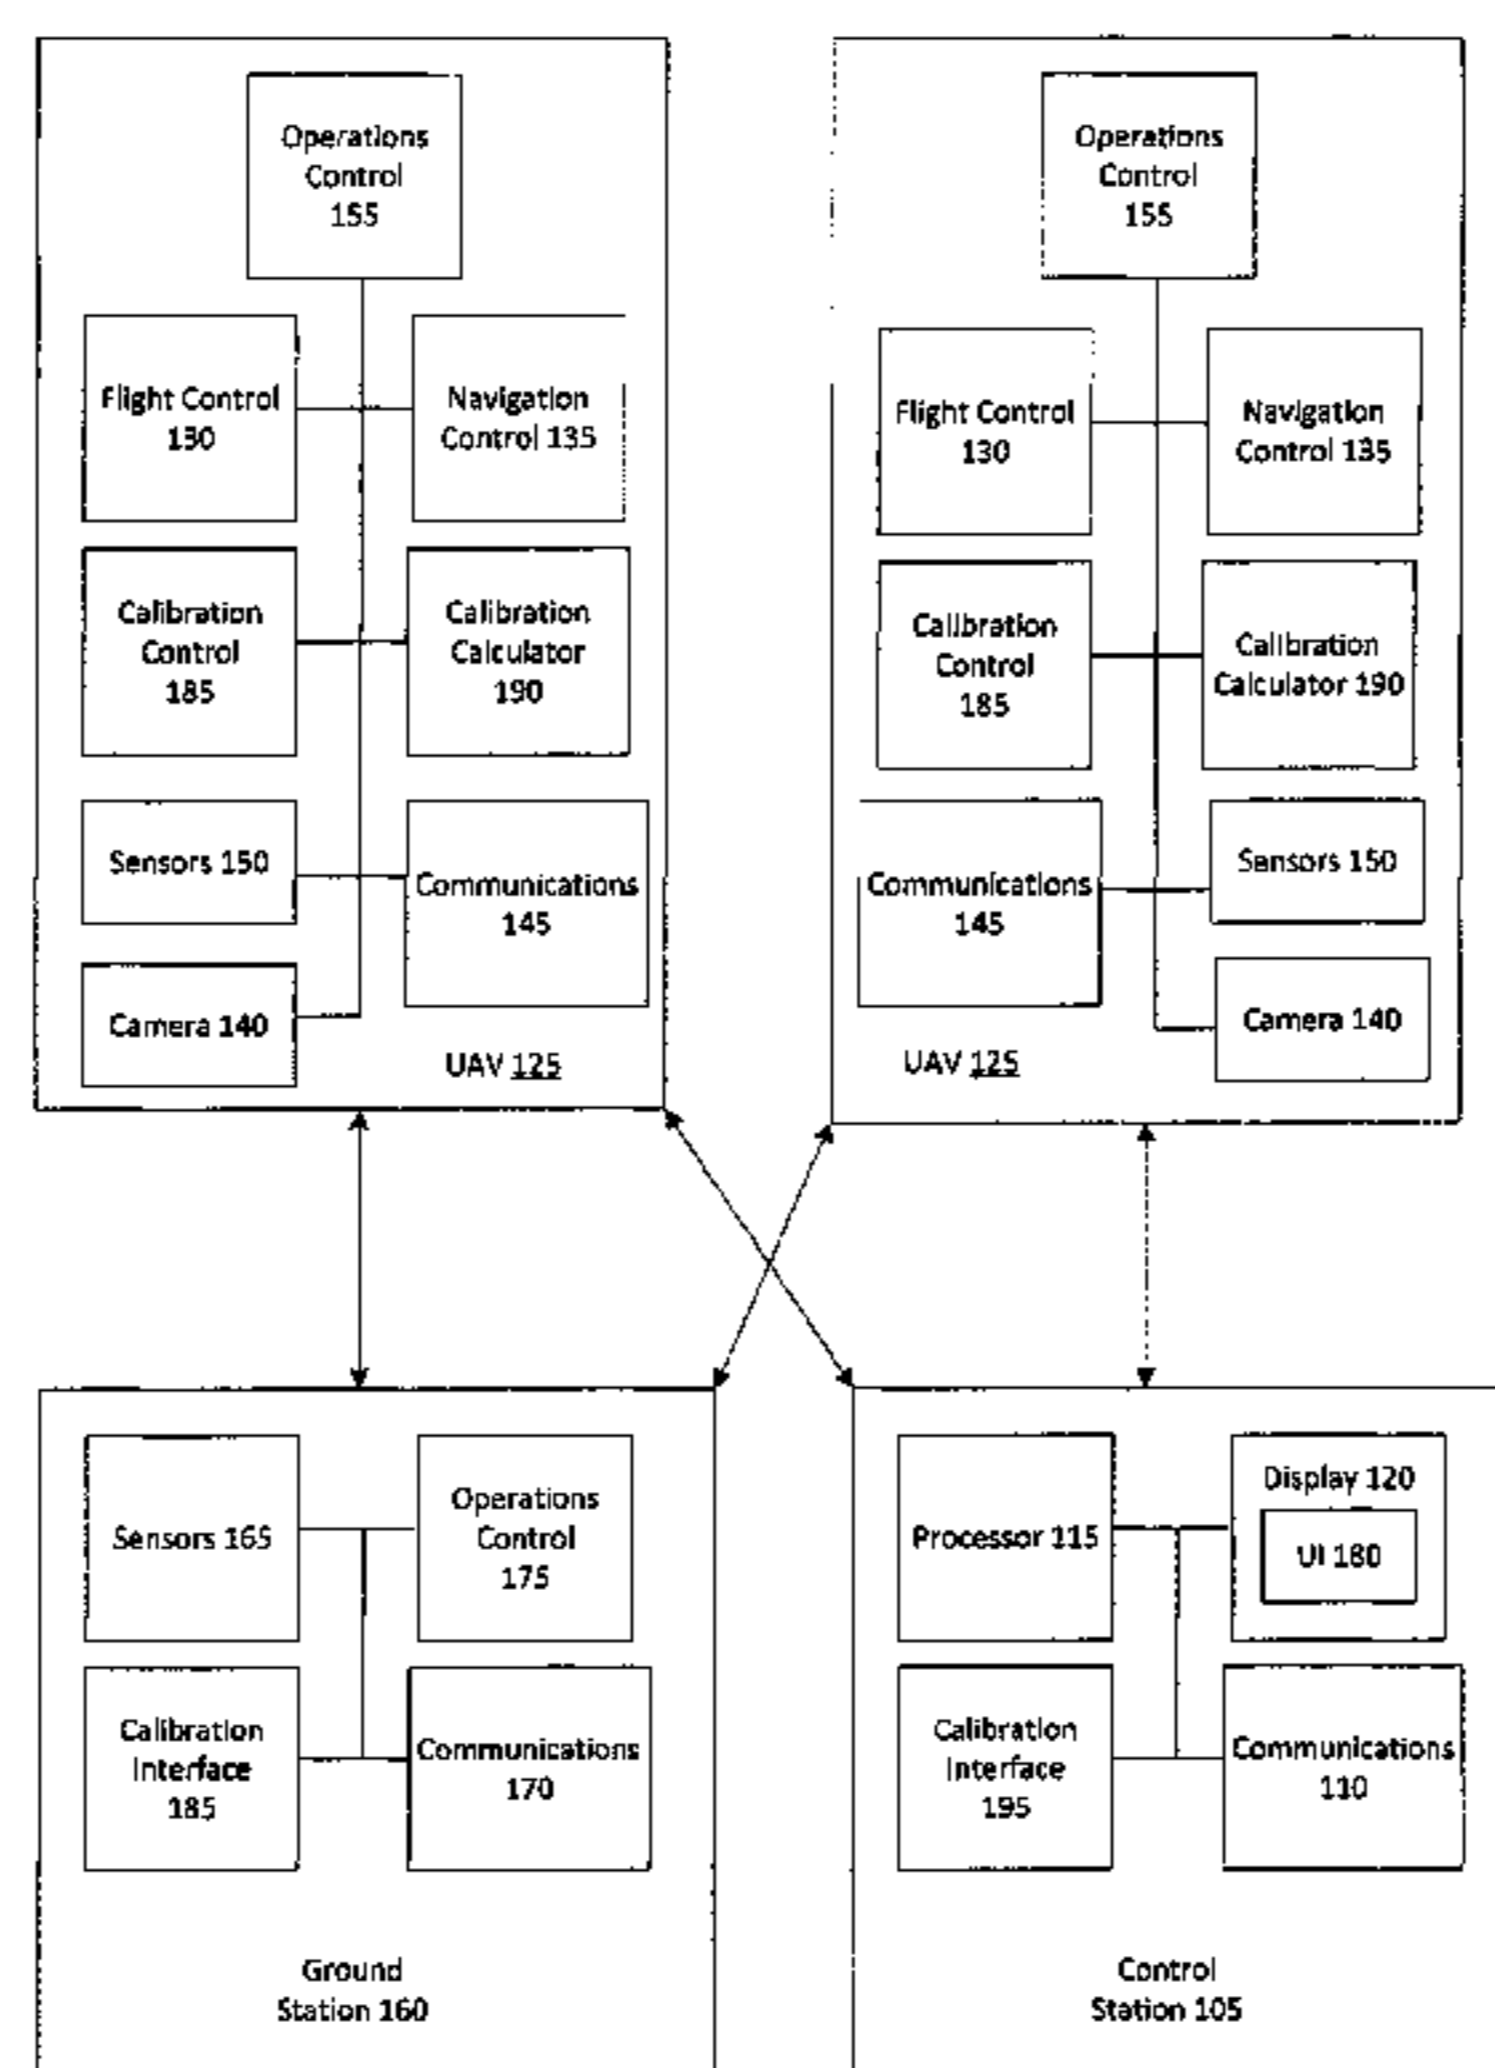 Operations
Control
155
Flight Control
130
Navigation
Control 135
Calibration
Control
185
Calibration
Calculator
190
Sensors 150
Communications
145
Camera 140
UAV 125
Operations
Control
155
Flight Control
130
Navigation
Control 135
Calibration
Control
185
Calibration
Calculator 190
Communications
145
Sensors 150
Camera 140
UAV 125
Sensors 165
Operations
Control
175
Calibration
Interface
185
Communications
170
Ground
Station 160
Processor 115
Display 120
UI 180
Calibration
Interface
195
Communications
110
Control
Station 105